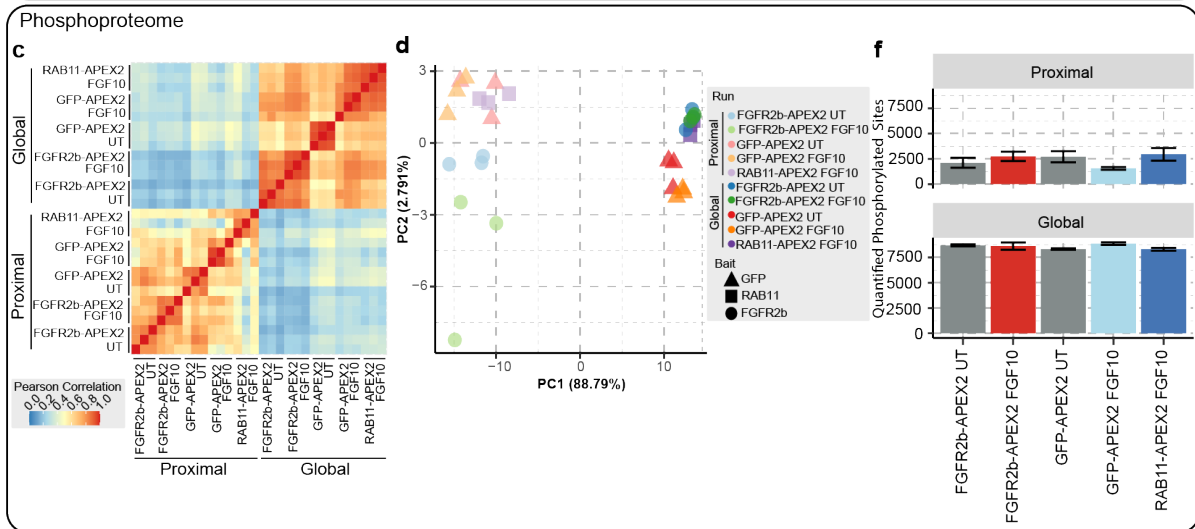 Phosphoproteome
c
RAB11-APEX2
FGF10
GFP-APEX2
FGF10
GFP-APEX2
UT
FGFR2b-APEX2
FGF10
FGFR2b-APEX2
UT
RAB11-APEX2
FGF10
GFP-APEX2
FGF10
GFP-APEX2
UT
FGFR2b-APEX2
FGF10
FGFR2b-APEX2
UT
Global
Proximal
Pearson Correlation
0.0 0.2 0.4 0.6 0.8 1.0
FGFR2b-APEX2
UT
FGFR2b-APEX2
FGF10
GFP-APEX2
UT
GFP-APEX2
FGF10
RAB11-APEX2
FGF10
FGFR2b-APEX2
UT
FGFR2b-APEX2
FGF10
GFP-APEX2
UT
GFP-APEX2
FGF10
RAB11-APEX2
FGF10
Proximal
Global
d
PC2 (2.791%)
3
0
−3
−6
−10
0
10
PC1 (88.79%)
Run
Proximal
FGFR2b-APEX2 UT
FGFR2b-APEX2 FGF10
GFP-APEX2 UT
GFP-APEX2 FGF10
RAB11-APEX2 FGF10
Global
FGFR2b-APEX2 UT
FGFR2b-APEX2 FGF10
GFP-APEX2 UT
GFP-APEX2 FGF10
RAB11-APEX2 FGF10
Bait
GFP
RAB11
FGFR2b
f
Quantified Phosphorylated Sites
Proximal
7500
5000
2500
0
Global
7500
5000
2500
0
FGFR2b-APEX2 UT
FGFR2b-APEX2 FGF10
GFP-APEX2 UT
GFP-APEX2 FGF10
RAB11-APEX2 FGF10